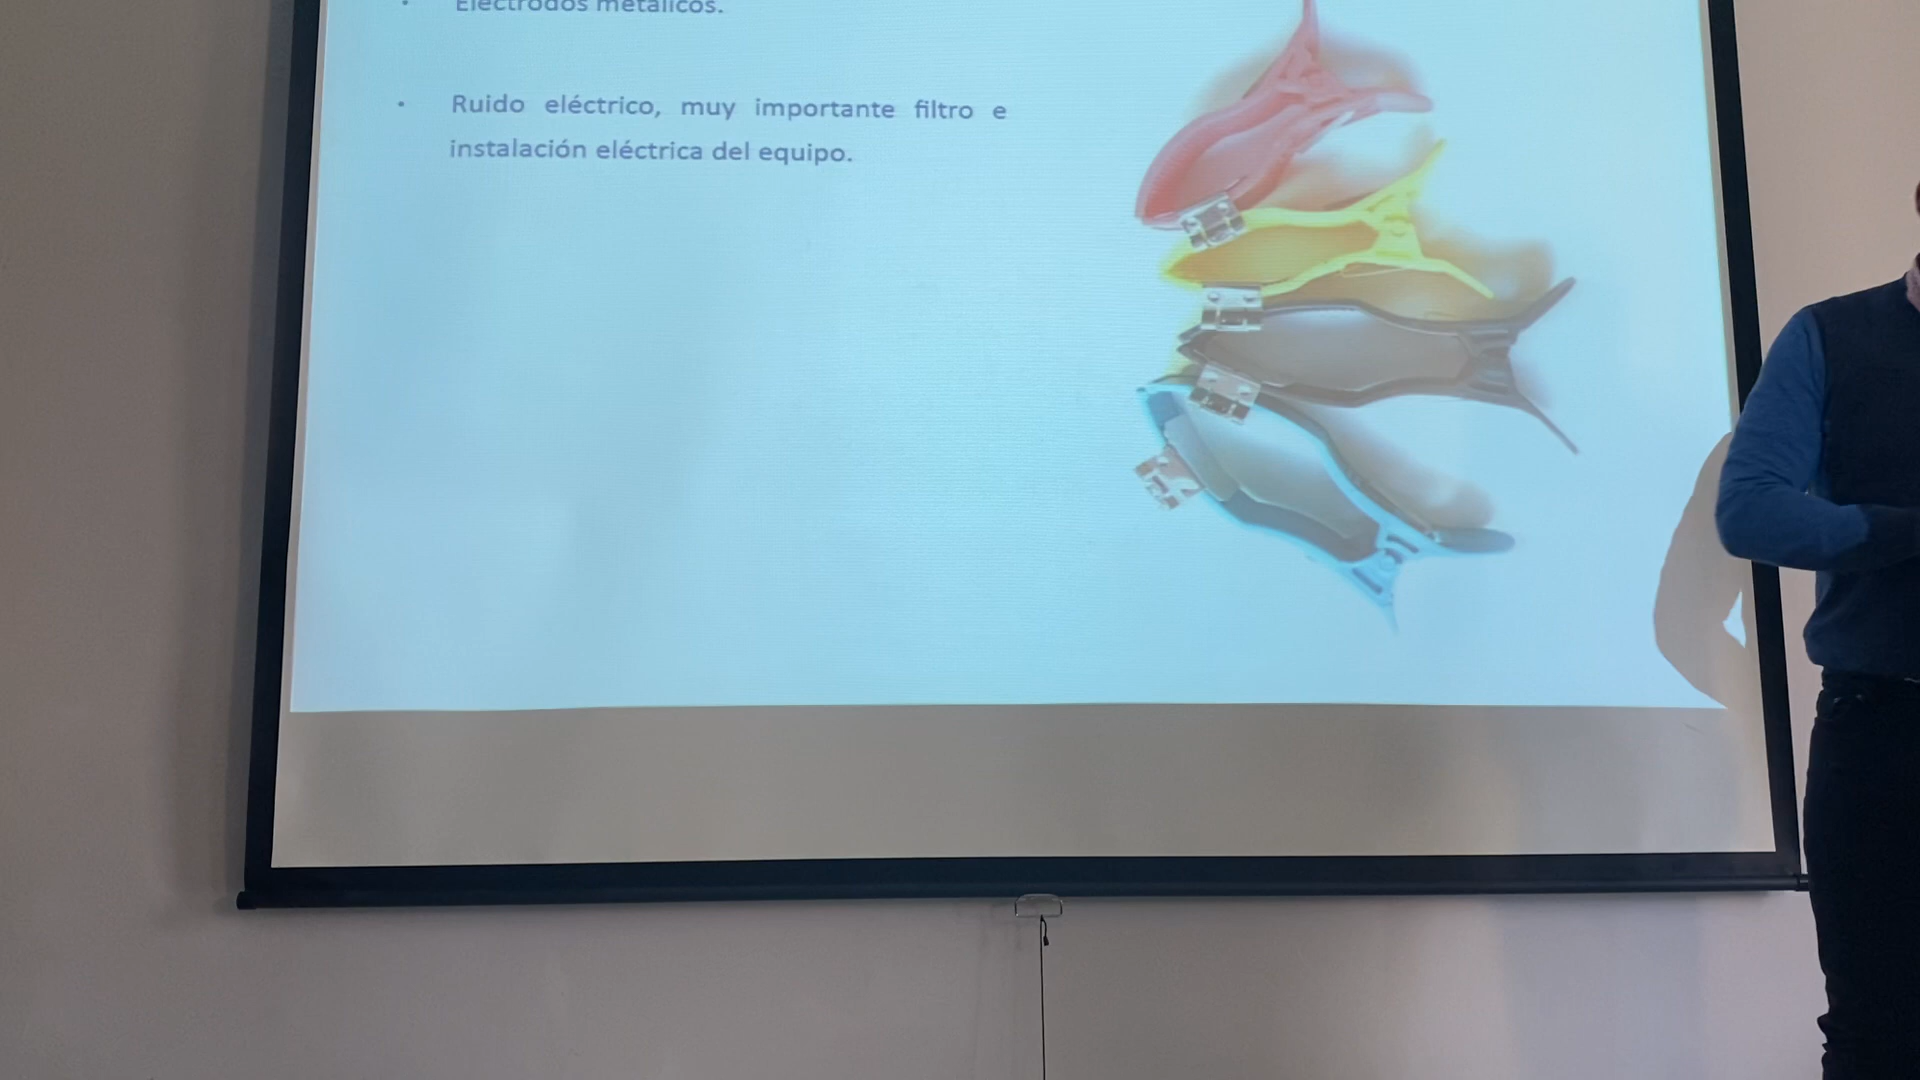 • Electrodos metálicos.
• Ruido eléctrico, muy importante filtro e
instalación eléctrica del equipo.